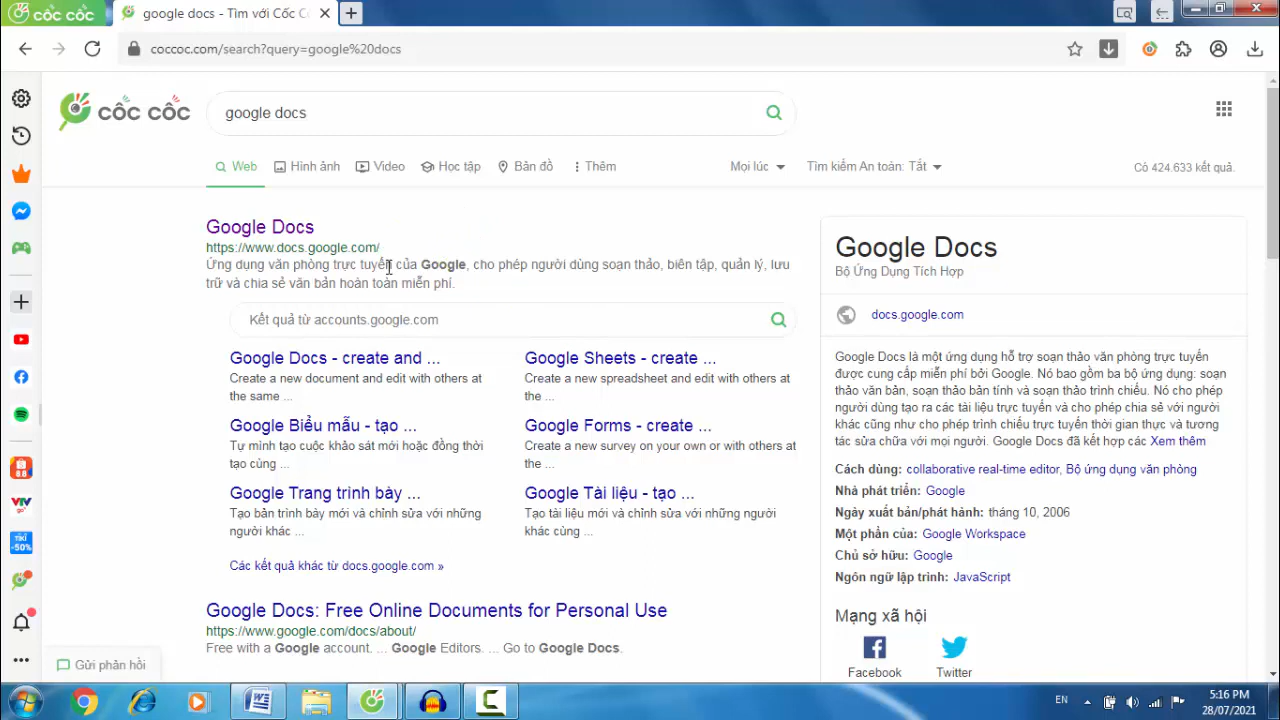 cốc cốc
google docs - Tìm với Cốc C
coccoc.com/search?query=google%20docs
cốc cốc
google docs
Web
Hình ảnh
Video
Học tập
Bản đồ
Thêm
Mọi lúc
Tìm kiếm An toàn: Tắt
Có 424.633 kết quả.
Google Docs
https://www.docs.google.com/
Ứng dụng văn phòng trực tuyến của Google, cho phép người dùng soạn thảo, biên tập, quản lý, lưu
trữ và chia sẻ văn bản hoàn toàn miễn phí.
Kết quả từ accounts.google.com
Google Docs - create and ...
Create a new document and edit with others at
the same ...
Google Sheets - create ...
Create a new spreadsheet and edit with others at
the ...
Google Biểu mẫu - tạo ...
Tự mình tạo cuộc khảo sát mới hoặc đồng thời
tạo cùng ...
Google Forms - create ...
Create a new survey on your own or with others at
the ...
Google Trang trình bày ...
Tạo bản trình bày mới và chỉnh sửa với những
người khác ...
Google Tài liệu - tạo ...
Tạo tài liệu mới và chỉnh sửa với những người
khác cùng ...
Các kết quả khác từ docs.google.com »
Google Docs: Free Online Documents for Personal Use
https://www.google.com/docs/about/
Free with a Google account. ... Google Editors. ... Go to Google Docs.
Google Docs
Bộ Ứng Dụng Tích Hợp
docs.google.com
Google Docs là một ứng dụng hỗ trợ soạn thảo văn phòng trực tuyến
được cung cấp miễn phí bởi Google. Nó bao gồm ba bộ ứng dụng: soạn
thảo văn bản, soạn thảo bản tính và soạn thảo trình chiếu. Nó cho phép
người dùng tạo ra các tài liệu trực tuyến và cho phép chia sẻ với người
khác cũng như cho phép trình chiếu trực tuyến thời gian thực và tương
tác sửa chữa với mọi người. Google Docs đã kết hợp các Xem thêm
Cách dùng: collaborative real-time editor, Bộ ứng dụng văn phòng
Nhà phát triển: Google
Ngày xuất bản/phát hành: tháng 10, 2006
Một phần của: Google Workspace
Chủ sở hữu: Google
Ngôn ngữ lập trình: JavaScript
Mạng xã hội
Facebook
Twitter
Gửi phản hồi
8.8
VTV
go
TIKI
-50%
EN
5:16 PM
28/07/2021